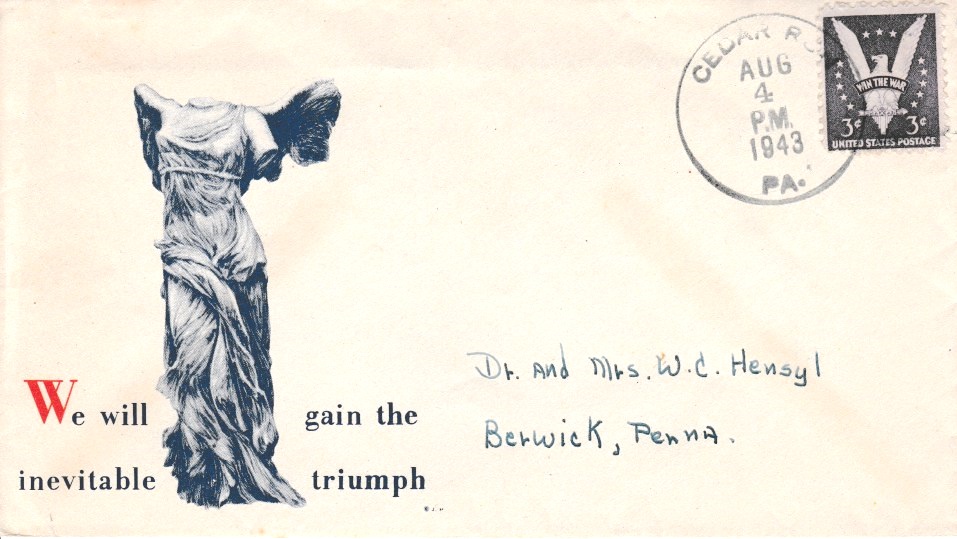 CEDAR R
AUG
4
P.M.
1943
PA.
WIN THE WAR
3¢ 3¢
UNITED STATES POSTAGE
Dr. and Mrs. W. C. Hensyl
Berwick, Penna.
We will gain the
inevitable triumph